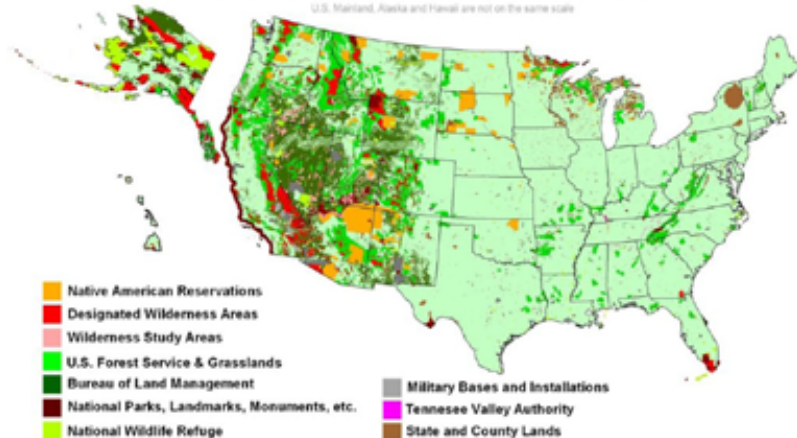 U.S. Mainland, Alaska and Hawaii are not on the same scale
Native American Reservations
Designated Wilderness Areas
Wilderness Study Areas
U.S. Forest Service & Grasslands
Bureau of Land Management
National Parks, Landmarks, Monuments, etc.
National Wildlife Refuge
Military Bases and Installations
Tennesee Valley Authority
State and County Lands